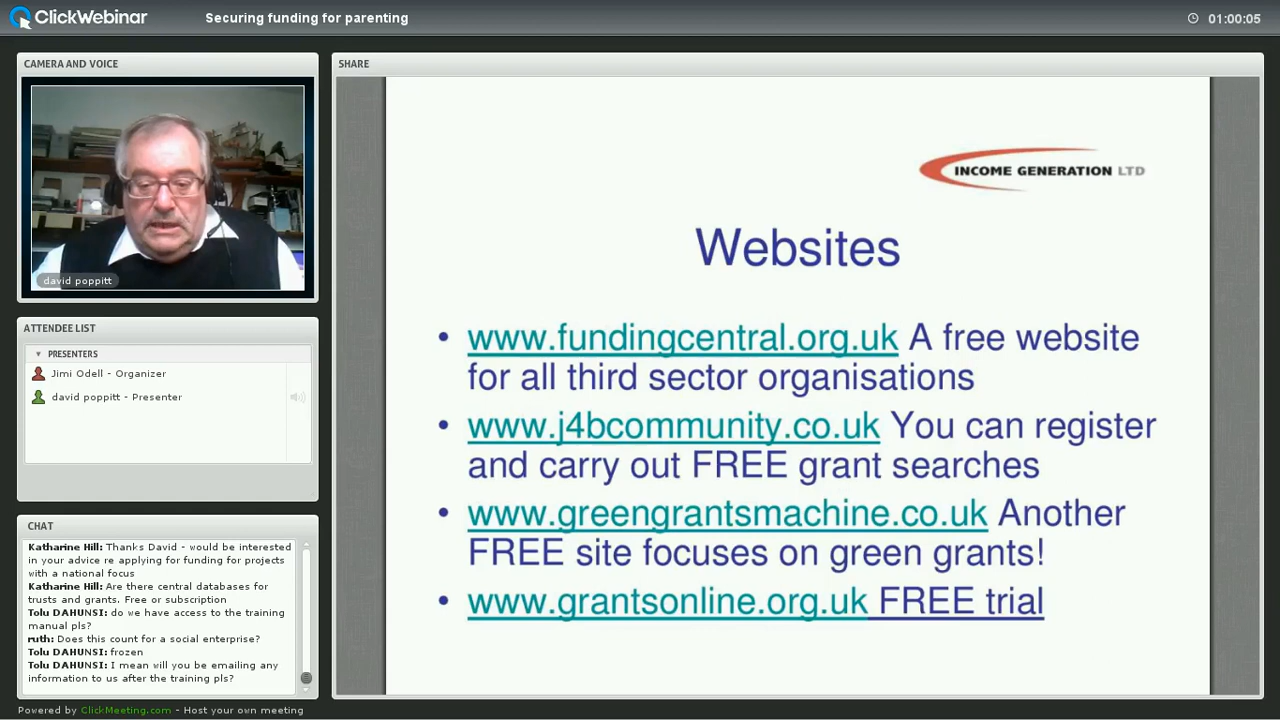 ClickWebinar
Securing funding for parenting
01:00:05
CAMERA AND VOICE
david poppitt
ATTENDEE LIST
PRESENTERS
Jimi Odell - Organizer
david poppitt - Presenter
CHAT
Katharine Hill: Thanks David - would be interested
in your advice re applying for funding for projects
with a national focus
Katharine Hill: Are there central databases for
trusts and grants. Free or subscription
Tolu DAHUNSI: do we have access to the training
manual pls?
ruth: Does this count for a social enterprise?
Tolu DAHUNSI: frozen
Tolu DAHUNSI: I mean will you be emailing any
information to us after the training pls?
SHARE
INCOME GENERATION LTD
Websites
• www.fundingcentral.org.uk A free website
for all third sector organisations
• www.j4bcommunity.co.uk You can register
and carry out FREE grant searches
• www.greengrantsmachine.co.uk Another
FREE site focuses on green grants!
• www.grantsonline.org.uk FREE trial
Powered by ClickMeeting.com - Host your own meeting